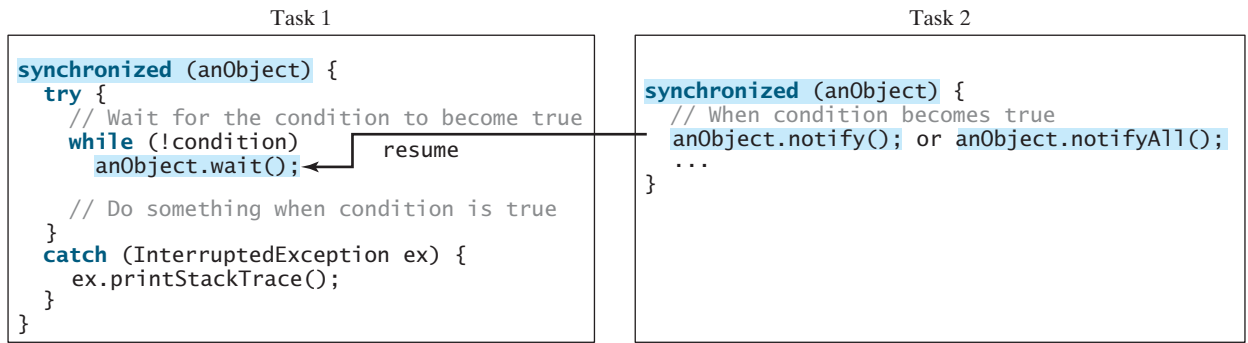 Task 1
synchronized (anObject) {
try {
// Wait for the condition to become true
while (!condition)
anObject.wait();
// Do something when condition is true
}
catch (InterruptedException ex) {
ex.printStackTrace();
}
}
resume
Task 2
synchronized (anObject) {
// When condition becomes true
anObject.notify(); or anObject.notifyAll();
...
}